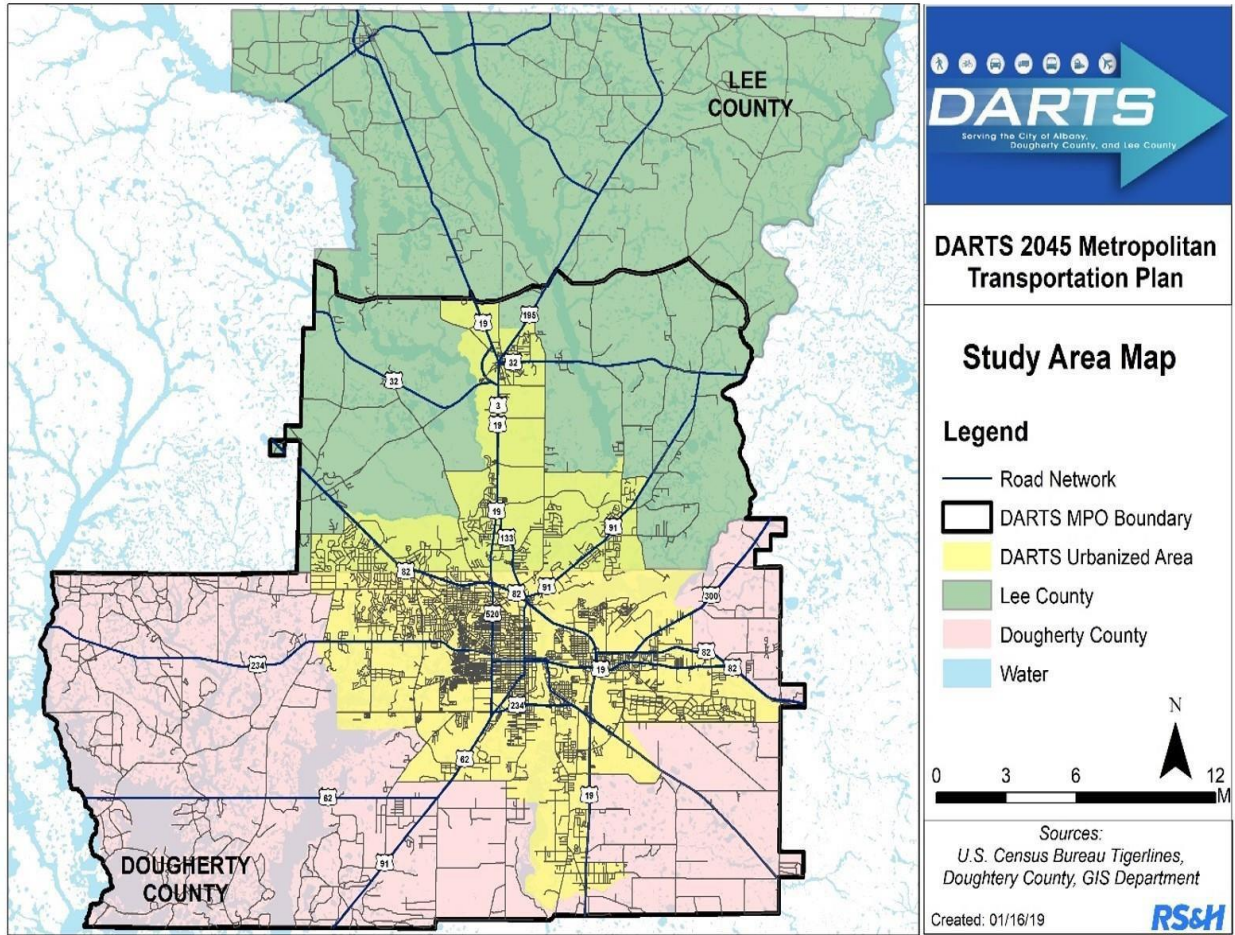 LEE
COUNTY
19
195
32
32
3
19
19
133
91
82
91
82
300
520
234
82
19
82
234
62
62
19
91
DOUGHERTY
COUNTY
DARTS
Serving the City of Albany,
Dougherty County, and Lee County
DARTS 2045 Metropolitan
Transportation Plan
Study Area Map
Legend
Road Network
DARTS MPO Boundary
DARTS Urbanized Area
Lee County
Dougherty County
Water
N
0 3 6 12
M
Sources:
U.S. Census Bureau Tigerlines,
Doughtery County, GIS Department
Created: 01/16/19
RS&H